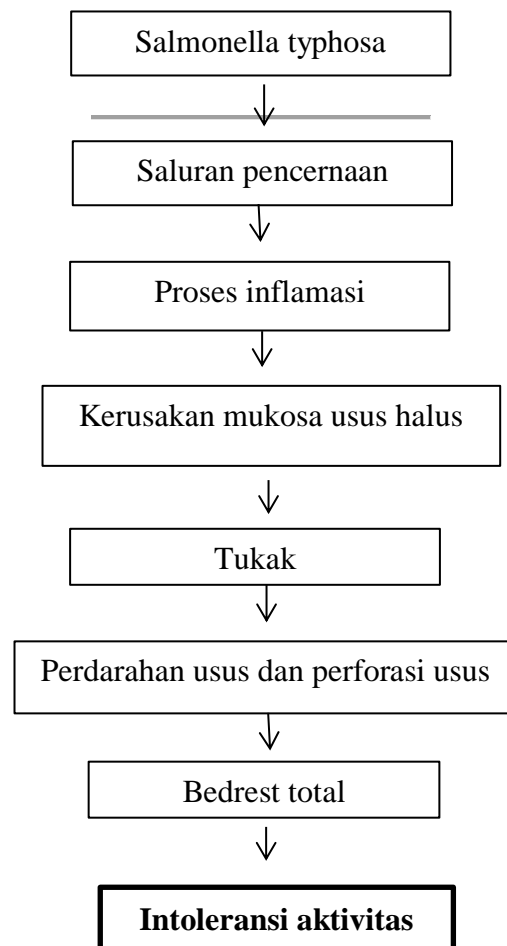 Salmonella typhosa
Saluran pencernaan
Proses inflamasi
Kerusakan mukosa usus halus
Tukak
Perdarahan usus dan perforasi usus
Bedrest total
Intoleransi aktivitas